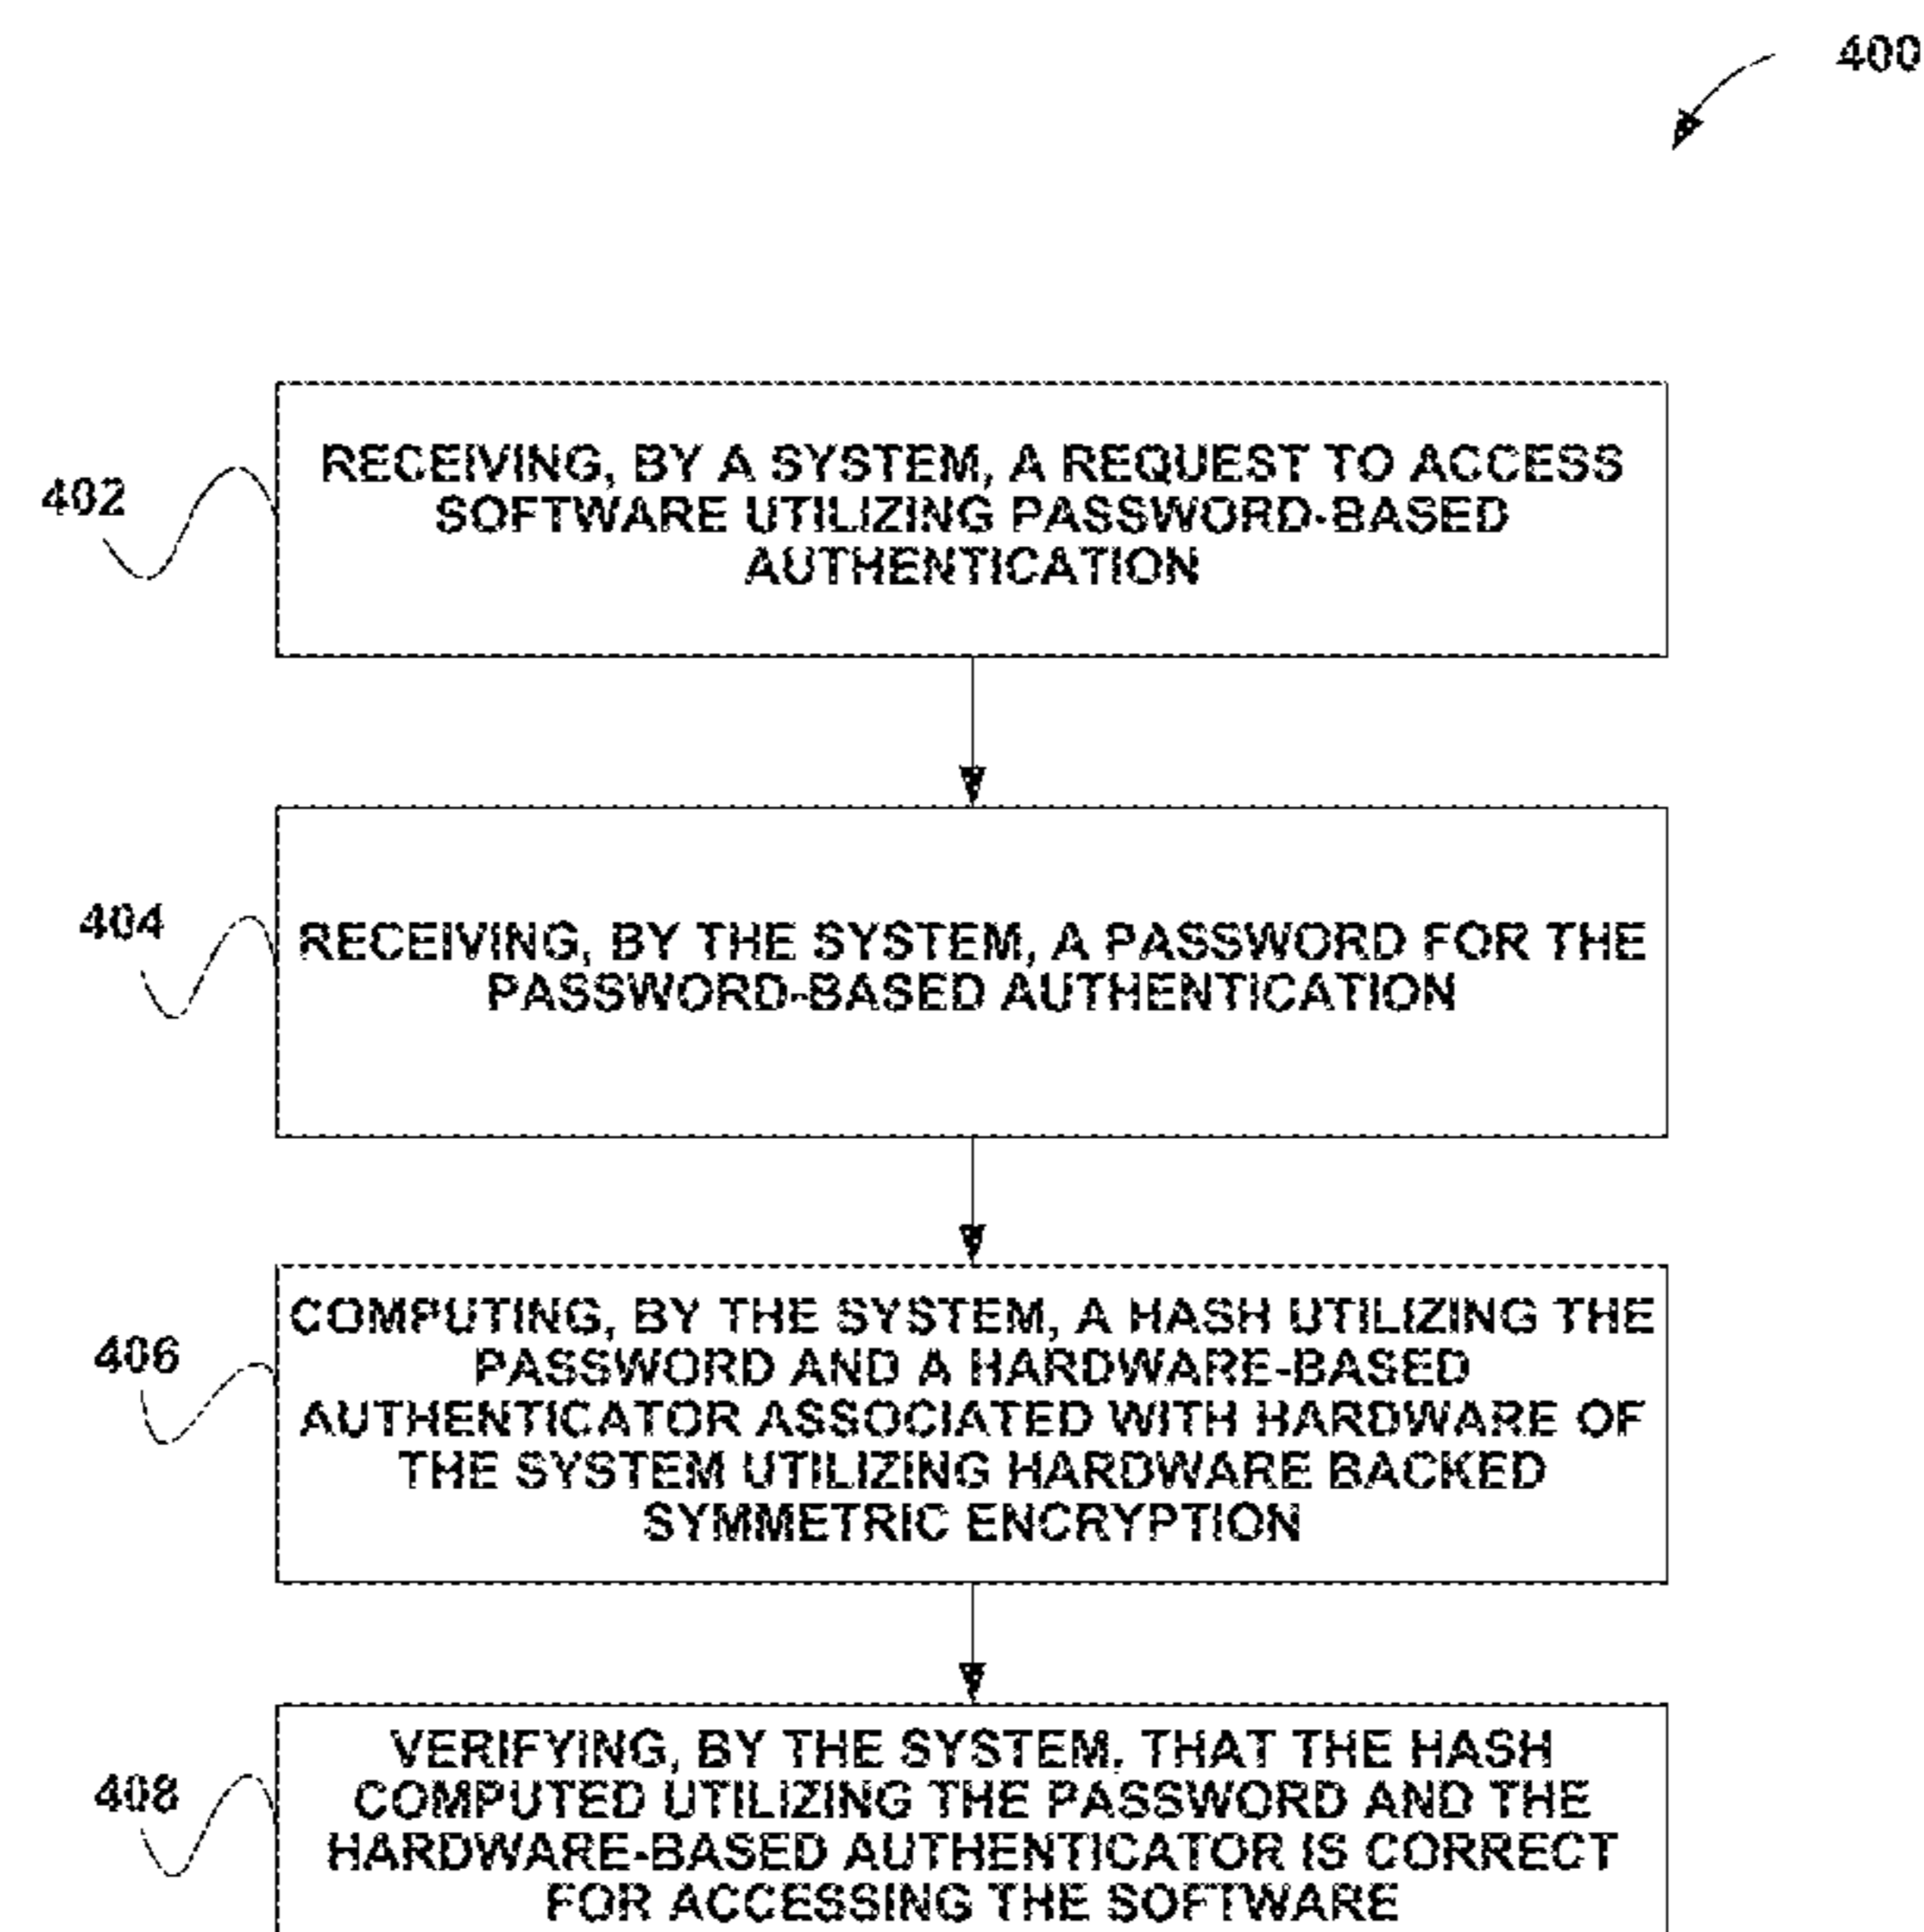 400
402
RECEIVING, BY A SYSTEM, A REQUEST TO ACCESS
SOFTWARE UTILIZING PASSWORD-BASED
AUTHENTICATION
404
RECEIVING, BY THE SYSTEM, A PASSWORD FOR THE
PASSWORD-BASED AUTHENTICATION
406
COMPUTING, BY THE SYSTEM, A HASH UTILIZING THE
PASSWORD AND A HARDWARE-BASED
AUTHENTICATOR ASSOCIATED WITH HARDWARE OF
THE SYSTEM UTILIZING HARDWARE BACKED
SYMMETRIC ENCRYPTION
408
VERIFYING, BY THE SYSTEM, THAT THE HASH
COMPUTED UTILIZING THE PASSWORD AND THE
HARDWARE-BASED AUTHENTICATOR IS CORRECT
FOR ACCESSING THE SOFTWARE